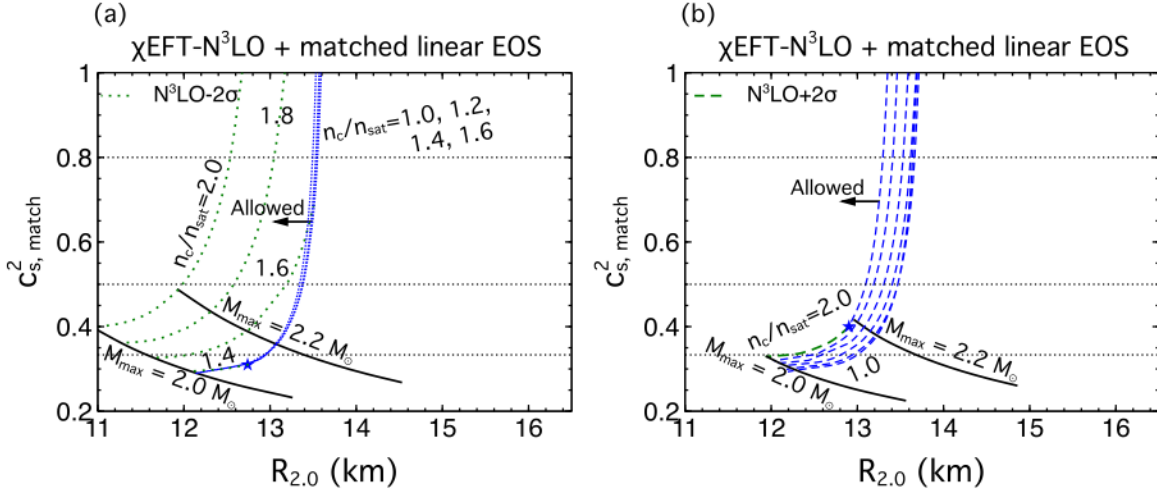 (a)
χEFT-N³LO + matched linear EOS
N³LO-2σ
1.8
n_c/n_sat=1.0, 1.2,
1.4, 1.6
n_c/n_sat=2.0
Allowed
1.6
M_max = 2.2 M_⊙
1.4
M_max = 2.0 M_⊙
c²_s, match
1
0.8
0.6
0.4
0.2
11 12 13 14 15 16
R_2.0 (km)
(b)
χEFT-N³LO + matched linear EOS
N³LO+2σ
Allowed
n_c/n_sat=2.0
M_max = 2.2 M_⊙
1.0
M_max = 2.0 M_⊙
c²_s, match
1
0.8
0.6
0.4
0.2
11 12 13 14 15 16
R_2.0 (km)